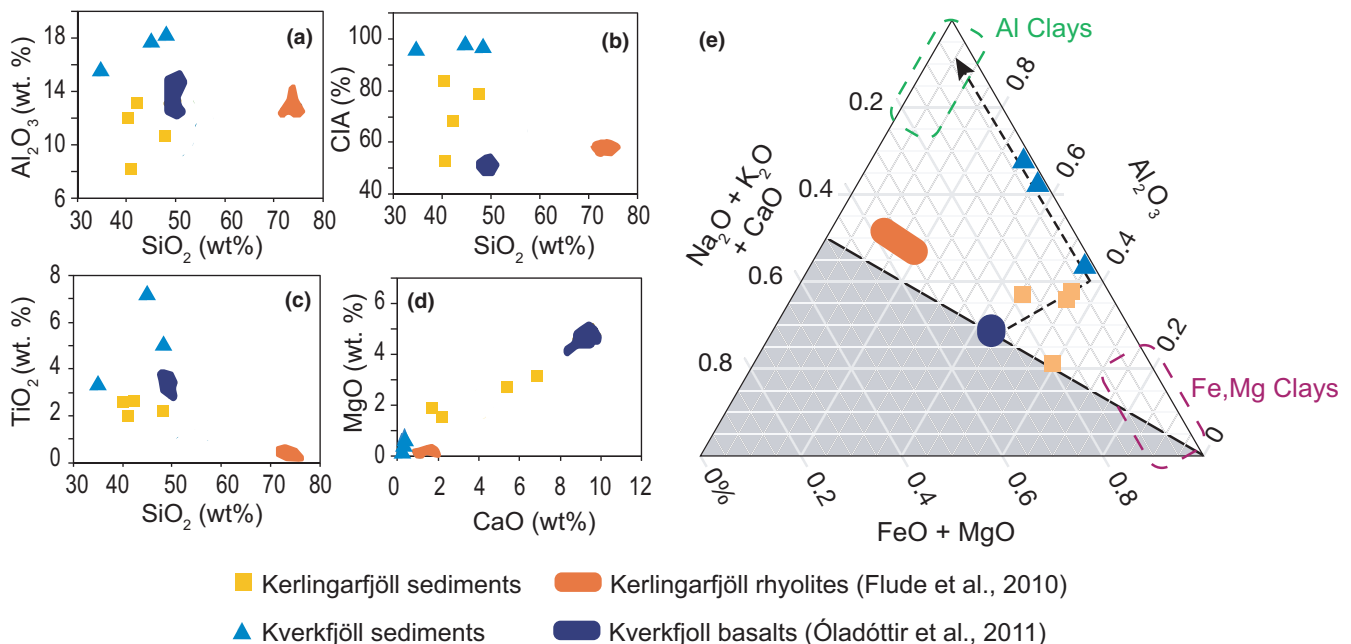 (a)
Al₂O₃ (wt. %)
18
16
14
12
10
8
6
30 40 50 60 70 80
SiO₂ (wt%)
(b)
CIA (%)
100
80
60
40
30 40 50 60 70 80
SiO₂ (wt%)
(c)
TiO₂ (wt. %)
8
6
4
2
0
30 40 50 60 70 80
SiO₂ (wt%)
(d)
MgO (wt. %)
6
4
2
0
0 2 4 6 8 10 12
CaO (wt%)
(e)
Al Clays
Na₂O + K₂O
+ CaO
0.2
0.4
0.6
0.8
Al₂O₃
0.8
0.6
0.4
0.2
0
Fe,Mg Clays
0% 0.2 0.4 0.6 0.8
FeO + MgO
Kerlingarfjöll sediments
Kerlingarfjöll rhyolites (Flude et al., 2010)
Kverkfjöll sediments
Kverkfjoll basalts (Óladóttir et al., 2011)